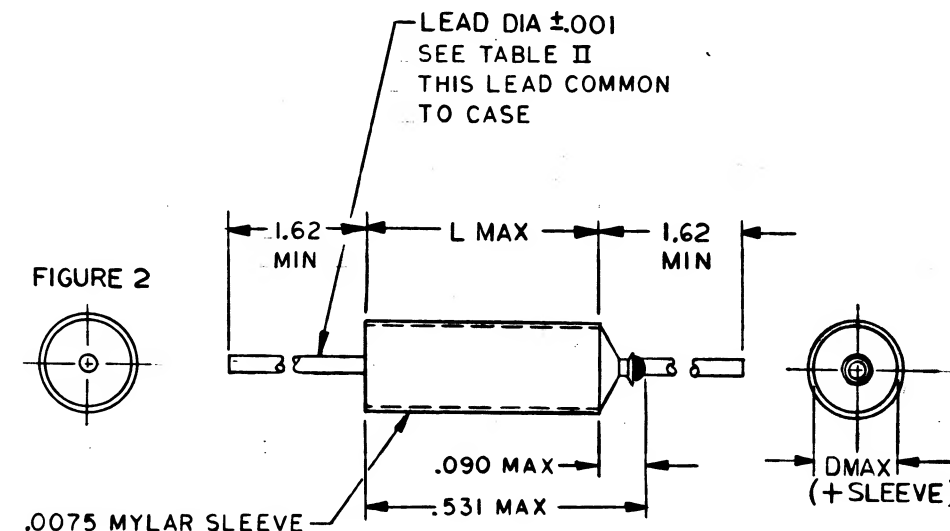 LEAD DIA ±.001
SEE TABLE II
THIS LEAD COMMON
TO CASE
1.62
MIN
L MAX
1.62
MIN
FIGURE 2
.090 MAX
.531 MAX
.0075 MYLAR SLEEVE
DMAX
(+SLEEVE)